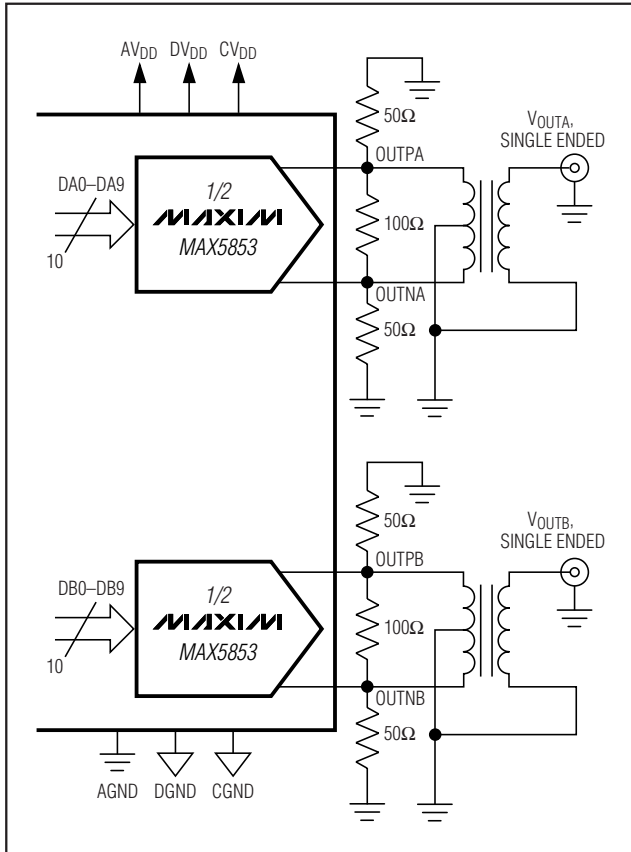 AVDD DVDD CVDD
50Ω
VOUTA,
SINGLE ENDED
OUTPA
DA0–DA9
10
1/2
MAXIM
MAX5853
100Ω
OUTNA
50Ω
50Ω
VOUTB,
SINGLE ENDED
OUTPB
DB0–DB9
10
1/2
MAXIM
MAX5853
100Ω
OUTNB
50Ω
AGND DGND CGND